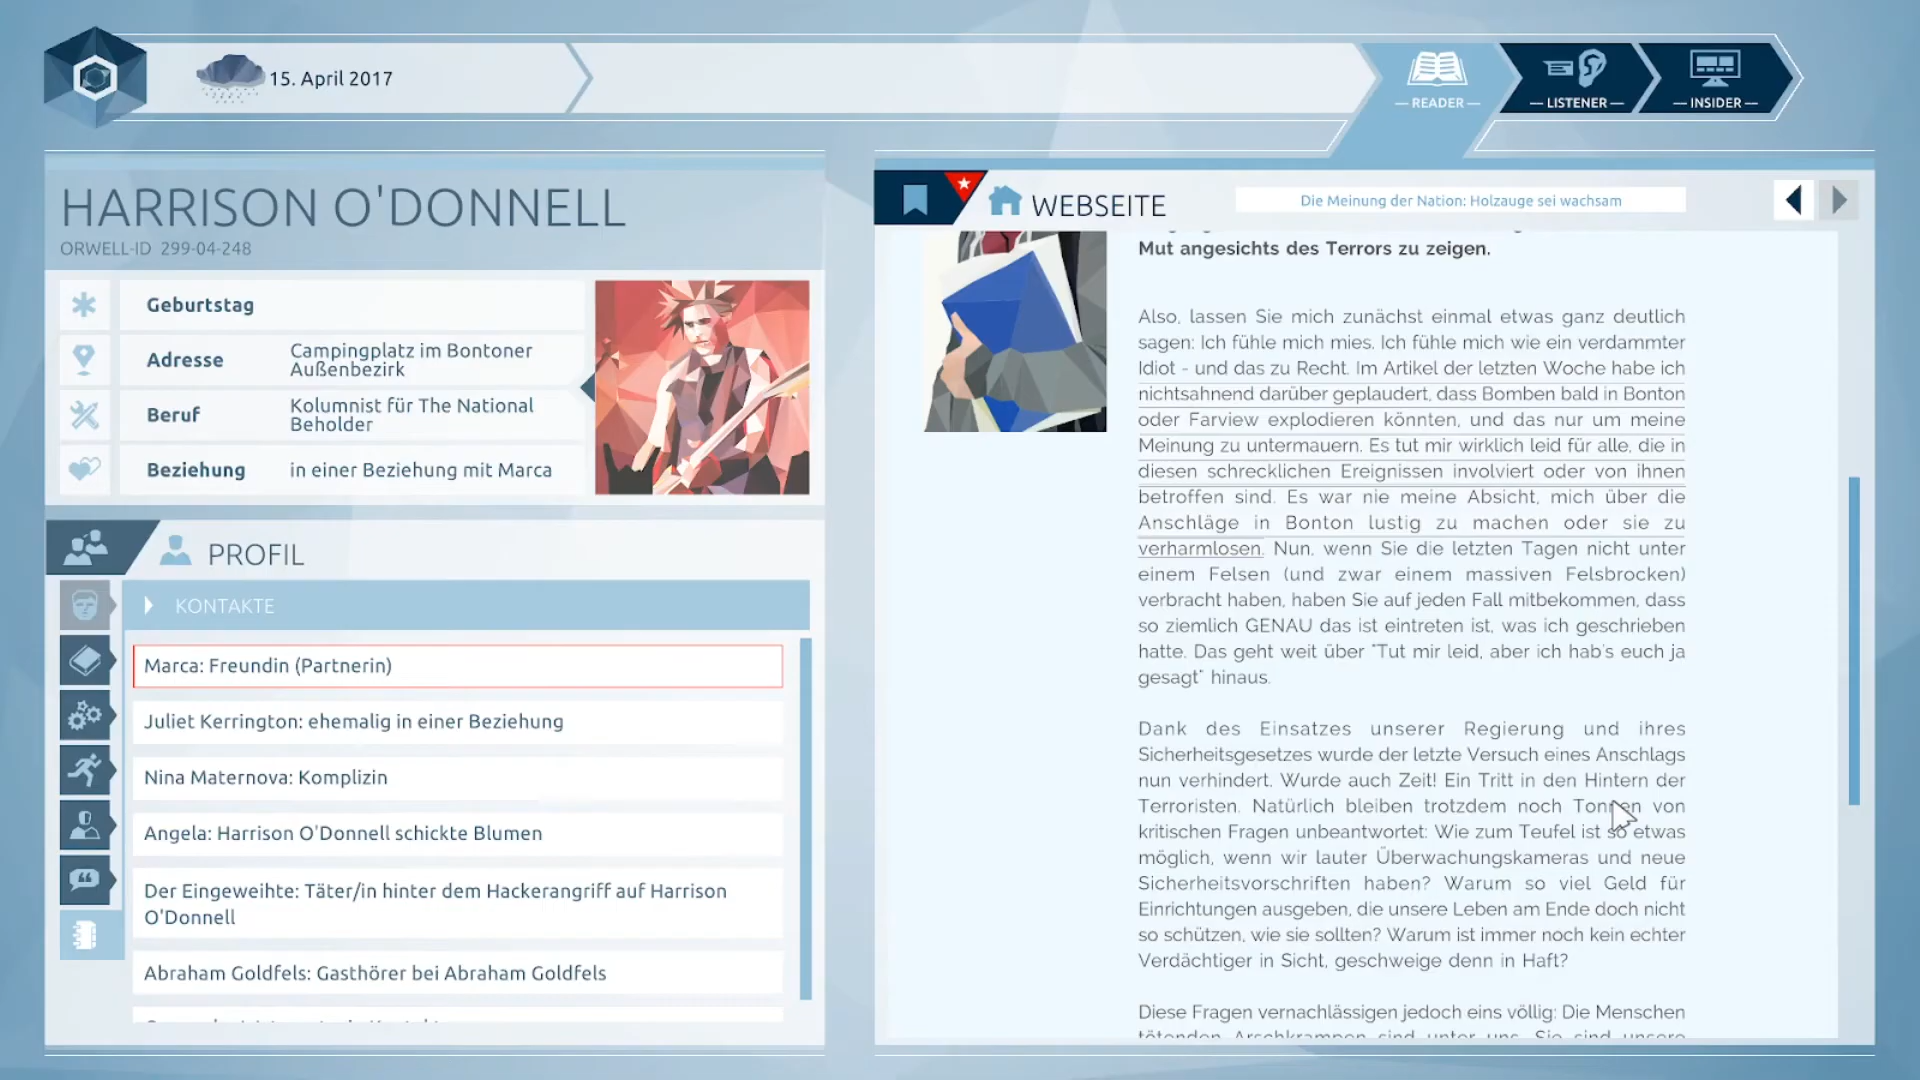 15. April 2017
— READER —
— LISTENER —
— INSIDER —
HARRISON O'DONNELL
ORWELL-ID 299-04-248
Geburtstag
Adresse
Campingplatz im Bontoner
Außenbezirk
Beruf
Kolumnist für The National
Beholder
Beziehung
in einer Beziehung mit Marca
PROFIL
KONTAKTE
Marca: Freundin (Partnerin)
Juliet Kerrington: ehemalig in einer Beziehung
Nina Maternova: Komplizin
Angela: Harrison O'Donnell schickte Blumen
Der Eingeweihte: Täter/in hinter dem Hackerangriff auf Harrison
O'Donnell
Abraham Goldfels: Gasthörer bei Abraham Goldfels
WEBSEITE
Die Meinung der Nation: Holzauge sei wachsam
Mut angesichts des Terrors zu zeigen.
Also, lassen Sie mich zunächst einmal etwas ganz deutlich
sagen: Ich fühle mich mies. Ich fühle mich wie ein verdammter
Idiot - und das zu Recht. Im Artikel der letzten Woche habe ich
nichtsahnend darüber geplaudert, dass Bomben bald in Bonton
oder Farview explodieren könnten, und das nur um meine
Meinung zu untermauern. Es tut mir wirklich leid für alle, die in
diesen schrecklichen Ereignissen involviert oder von ihnen
betroffen sind. Es war nie meine Absicht, mich über die
Anschläge in Bonton lustig zu machen oder sie zu
verharmlosen. Nun, wenn Sie die letzten Tagen nicht unter
einem Felsen (und zwar einem massiven Felsbrocken)
verbracht haben, haben Sie auf jeden Fall mitbekommen, dass
so ziemlich GENAU das ist eintreten ist, was ich geschrieben
hatte. Das geht weit über "Tut mir leid, aber ich hab's euch ja
gesagt" hinaus.
Dank des Einsatzes unserer Regierung und ihres
Sicherheitsgesetzes wurde der letzte Versuch eines Anschlags
nun verhindert. Wurde auch Zeit! Ein Tritt in den Hintern der
Terroristen. Natürlich bleiben trotzdem noch Tonnen von
kritischen Fragen unbeantwortet: Wie zum Teufel ist so etwas
möglich, wenn wir lauter Überwachungskameras und neue
Sicherheitsvorschriften haben? Warum so viel Geld für
Einrichtungen ausgeben, die unsere Leben am Ende doch nicht
so schützen, wie sie sollten? Warum ist immer noch kein echter
Verdächtiger in Sicht, geschweige denn in Haft?
Diese Fragen vernachlässigen jedoch eins völlig: Die Menschen
tötenden Arschkrampen sind unter uns. Sie sind unsere